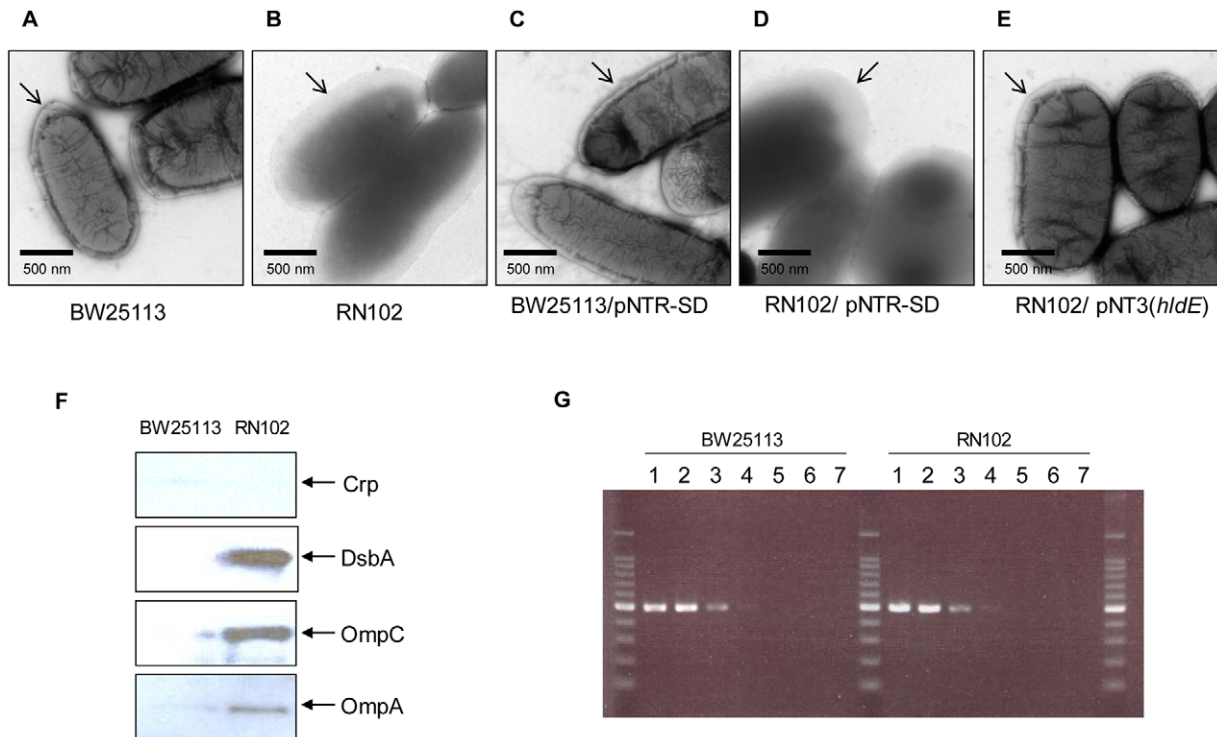 A B C D E
500 nm 500 nm 500 nm 500 nm 500 nm
BW25113 RN102 BW25113/pNTR-SD RN102/ pNTR-SD RN102/ pNT3(hldE)
F G
BW25113 RN102
Crp
DsbA
OmpC
OmpA
BW25113 RN102
1 2 3 4 5 6 7 1 2 3 4 5 6 7